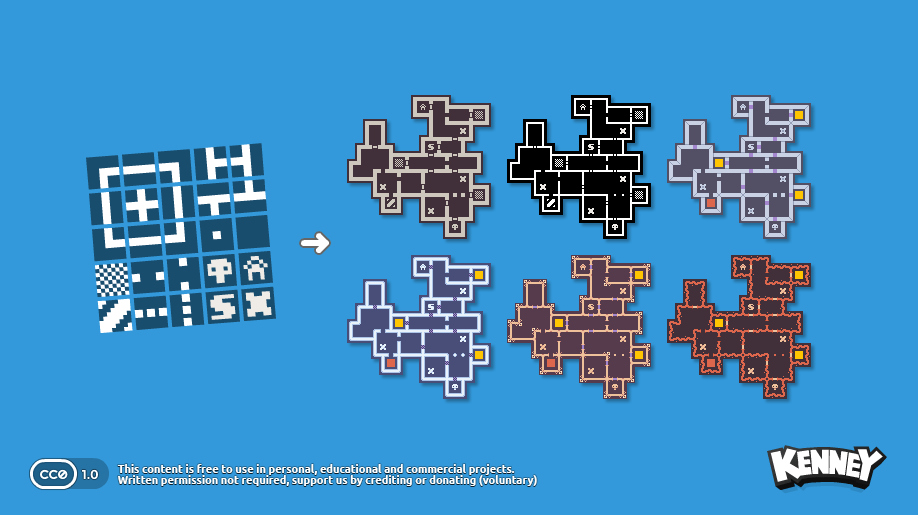 S
S
S
S
S
S
S
CC0 1.0
This content is free to use in personal, educational and commercial projects.
Written permission not required, support us by crediting or donating (voluntary)
KENNEY